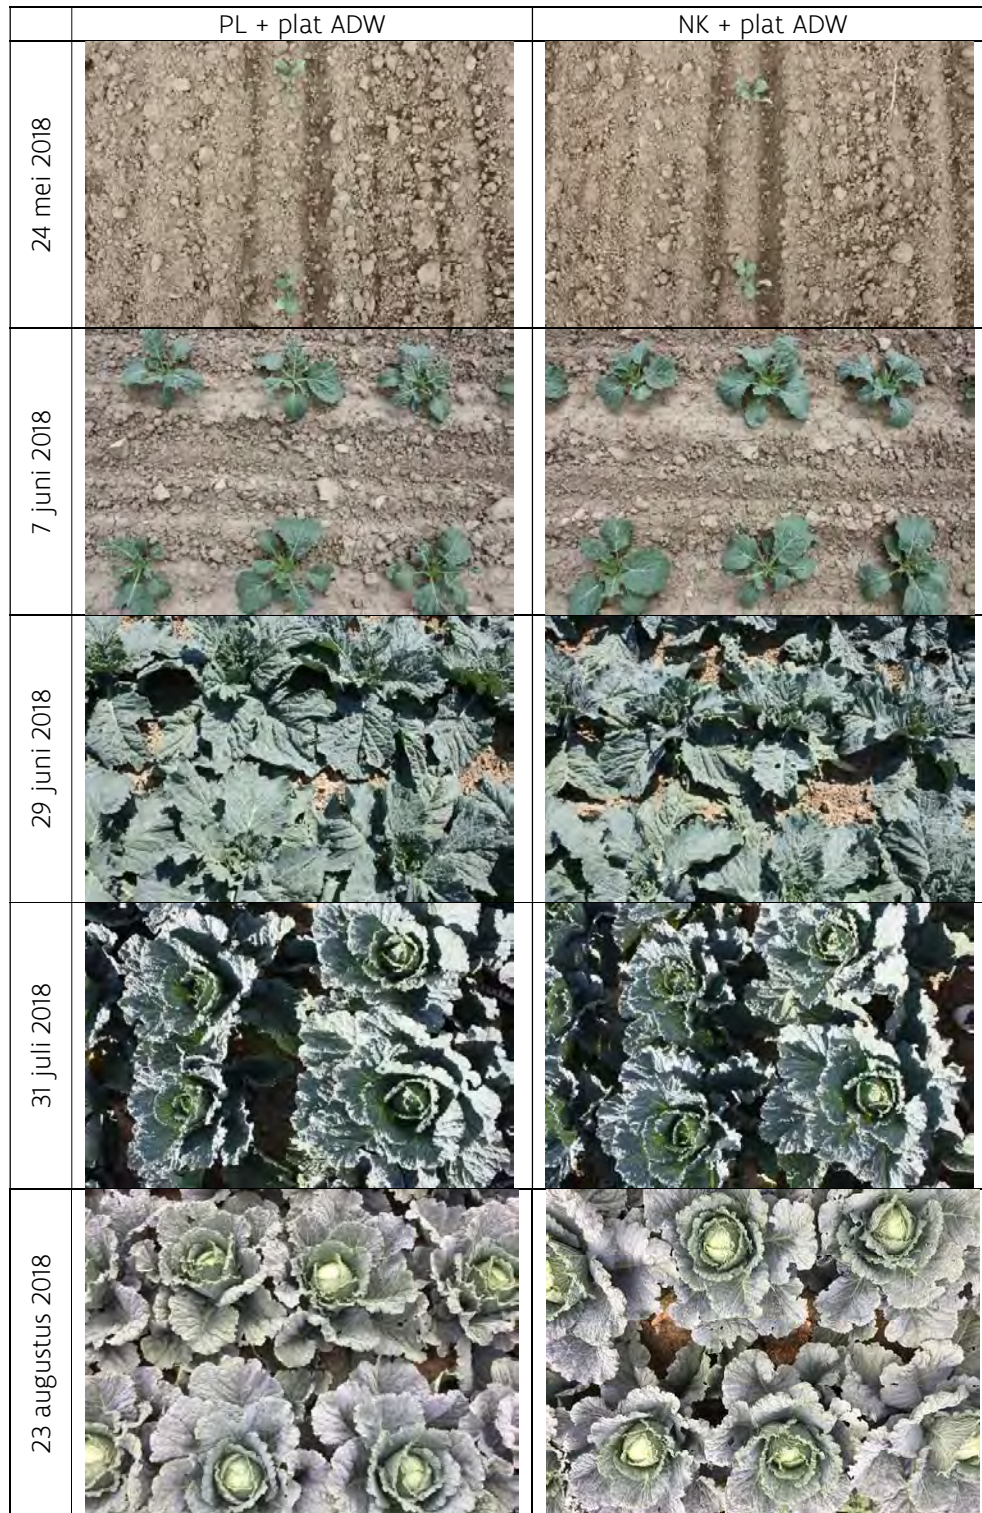 PL + plat ADW
NK + plat ADW
24 mei 2018
7 juni 2018
29 juni 2018
31 juli 2018
23 augustus 2018